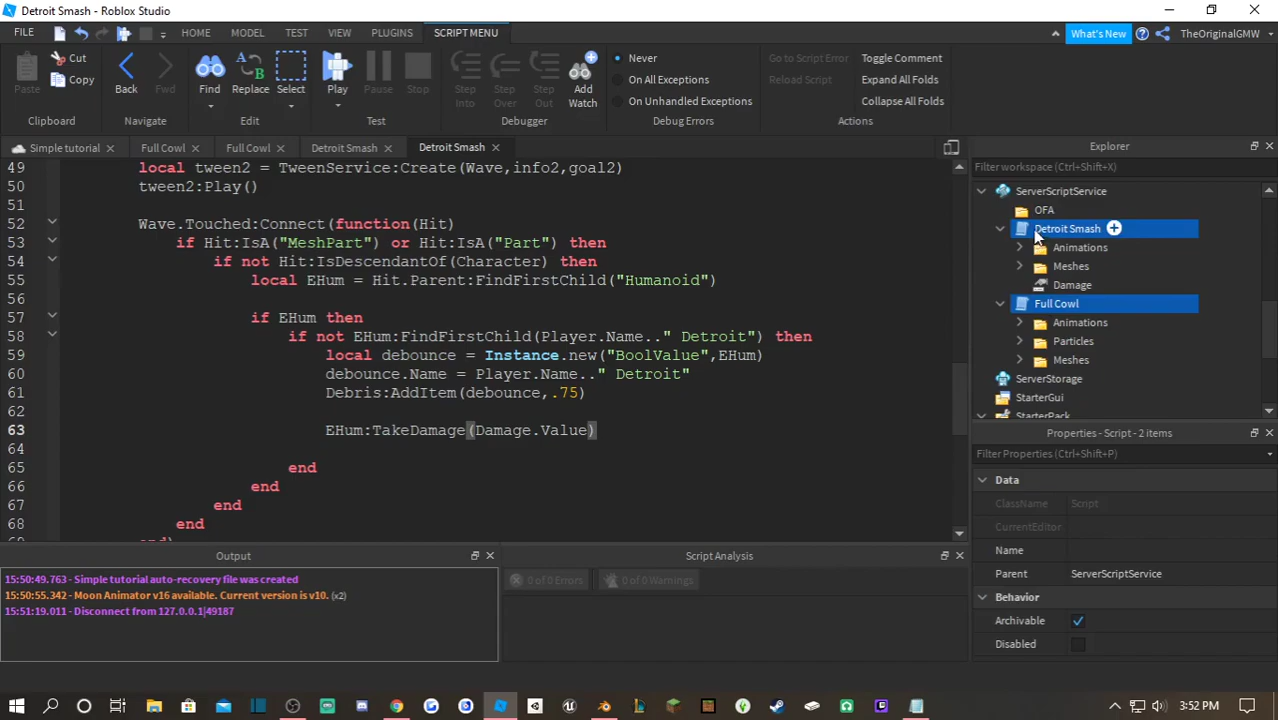 Detroit Smash - Roblox Studio
FILE
HOME
MODEL
TEST
VIEW
PLUGINS
SCRIPT MENU
What's New
TheOriginalGMW
Paste
Cut
Copy
Clipboard
Back
Fwd
Navigate
Find
Replace
Select
Edit
Play
Pause
Stop
Test
Step Into
Step Over
Step Out
Add Watch
Debugger
Never
On All Exceptions
On Unhandled Exceptions
Debug Errors
Go to Script Error
Reload Script
Toggle Comment
Expand All Folds
Collapse All Folds
Actions
Simple tutorial
Full Cowl
Full Cowl
Detroit Smash
Detroit Smash
49 local tween2 = TweenService:Create(Wave,info2,goal2)
50 tween2:Play()
51
52 Wave.Touched:Connect(function(Hit)
53 if Hit:IsA("MeshPart") or Hit:IsA("Part") then
54 if not Hit:IsDescendantOf(Character) then
55 local EHum = Hit.Parent:FindFirstChild("Humanoid")
56
57 if EHum then
58 if not EHum:FindFirstChild(Player.Name.." Detroit") then
59 local debounce = Instance.new("BoolValue",EHum)
60 debounce.Name = Player.Name.." Detroit"
61 Debris:AddItem(debounce,.75)
62
63 EHum:TakeDamage(Damage.Value)
64
65 end
66 end
67 end
68 end
69 end)
Explorer
Filter workspace (Ctrl+Shift+X)
ServerScriptService
OFA
Detroit Smash
Animations
Meshes
Damage
Full Cowl
Animations
Particles
Meshes
ServerStorage
StarterGui
StarterPack
Properties - Script - 2 items
Filter Properties (Ctrl+Shift+P)
Data
ClassName Script
CurrentEditor
Name
Parent ServerScriptService
Behavior
Archivable
Disabled
Output
15:50:49.763 - Simple tutorial auto-recovery file was created
15:50:55.342 - Moon Animator v16 available. Current version is v10. (x2)
15:51:19.011 - Disconnect from 127.0.0.1|49187
Script Analysis
0 of 0 Errors
0 of 0 Warnings
3:52 PM